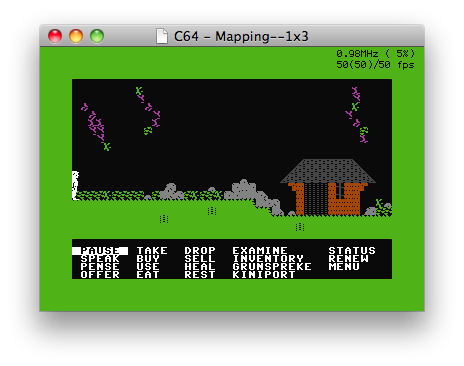 C64 - Mapping--1x3
0.98MHz ( 5%)
50(50)/50 fps
PAUSE TAKE DROP EXAMINE STATUS
SPEAK BUY SELL INVENTORY RENEW
PENSE USE HEAL GRUNSPREKE MENU
OFFER EAT REST KINIPORT